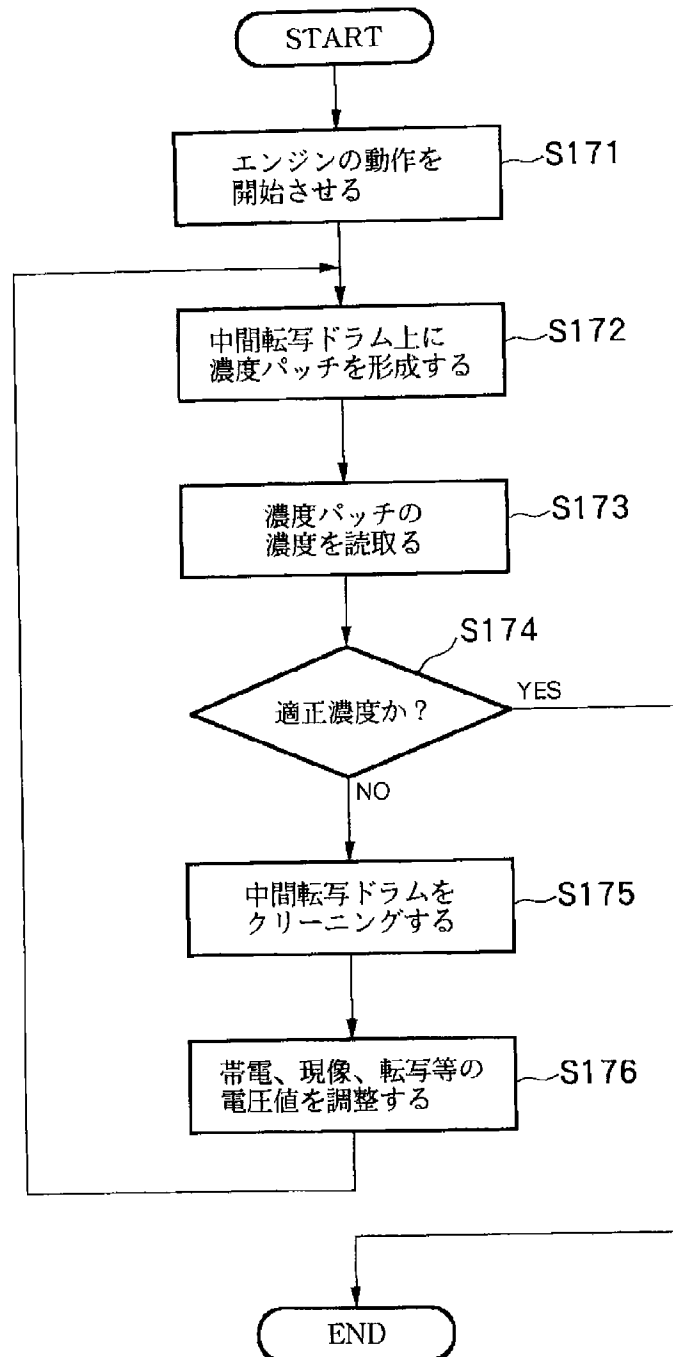 START
エンジンの動作を
開始させる
S171
中間転写ドラム上に
濃度パッチを形成する
S172
濃度パッチの
濃度を読取る
S173
S174
適正濃度か?
YES
NO
中間転写ドラムを
クリーニングする
S175
帯電、現像、転写等の
電圧値を調整する
S176
END